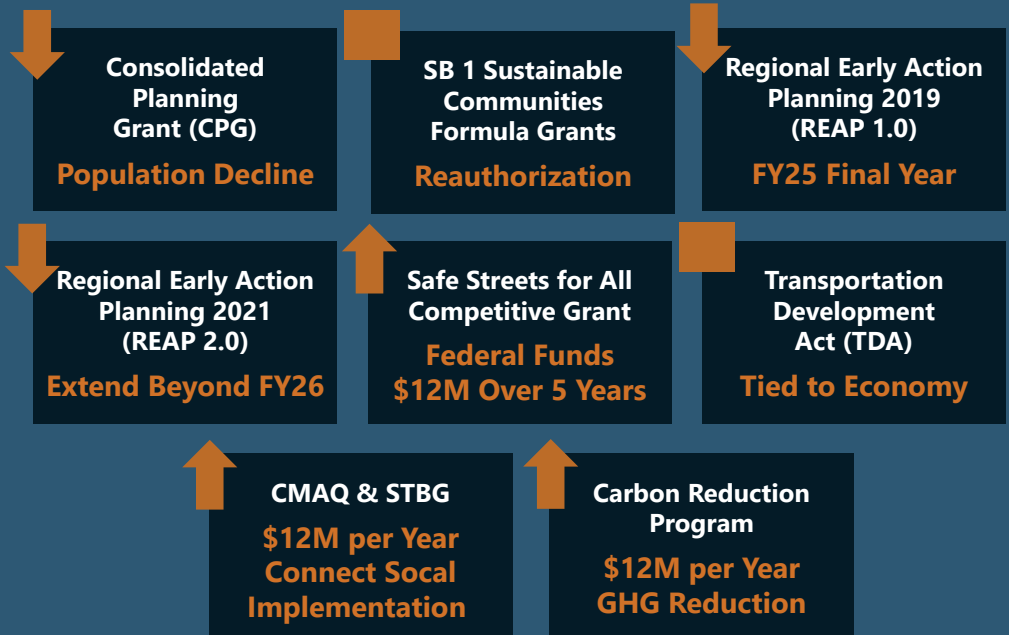 Consolidated
Planning
Grant (CPG)
Population Decline
SB 1 Sustainable
Communities
Formula Grants
Reauthorization
Regional Early Action
Planning 2019
(REAP 1.0)
FY25 Final Year
Regional Early Action
Planning 2021
(REAP 2.0)
Extend Beyond FY26
Safe Streets for All
Competitive Grant
Federal Funds
$12M Over 5 Years
Transportation
Development
Act (TDA)
Tied to Economy
CMAQ & STBG
$12M per Year
Connect Socal
Implementation
Carbon Reduction
Program
$12M per Year
GHG Reduction